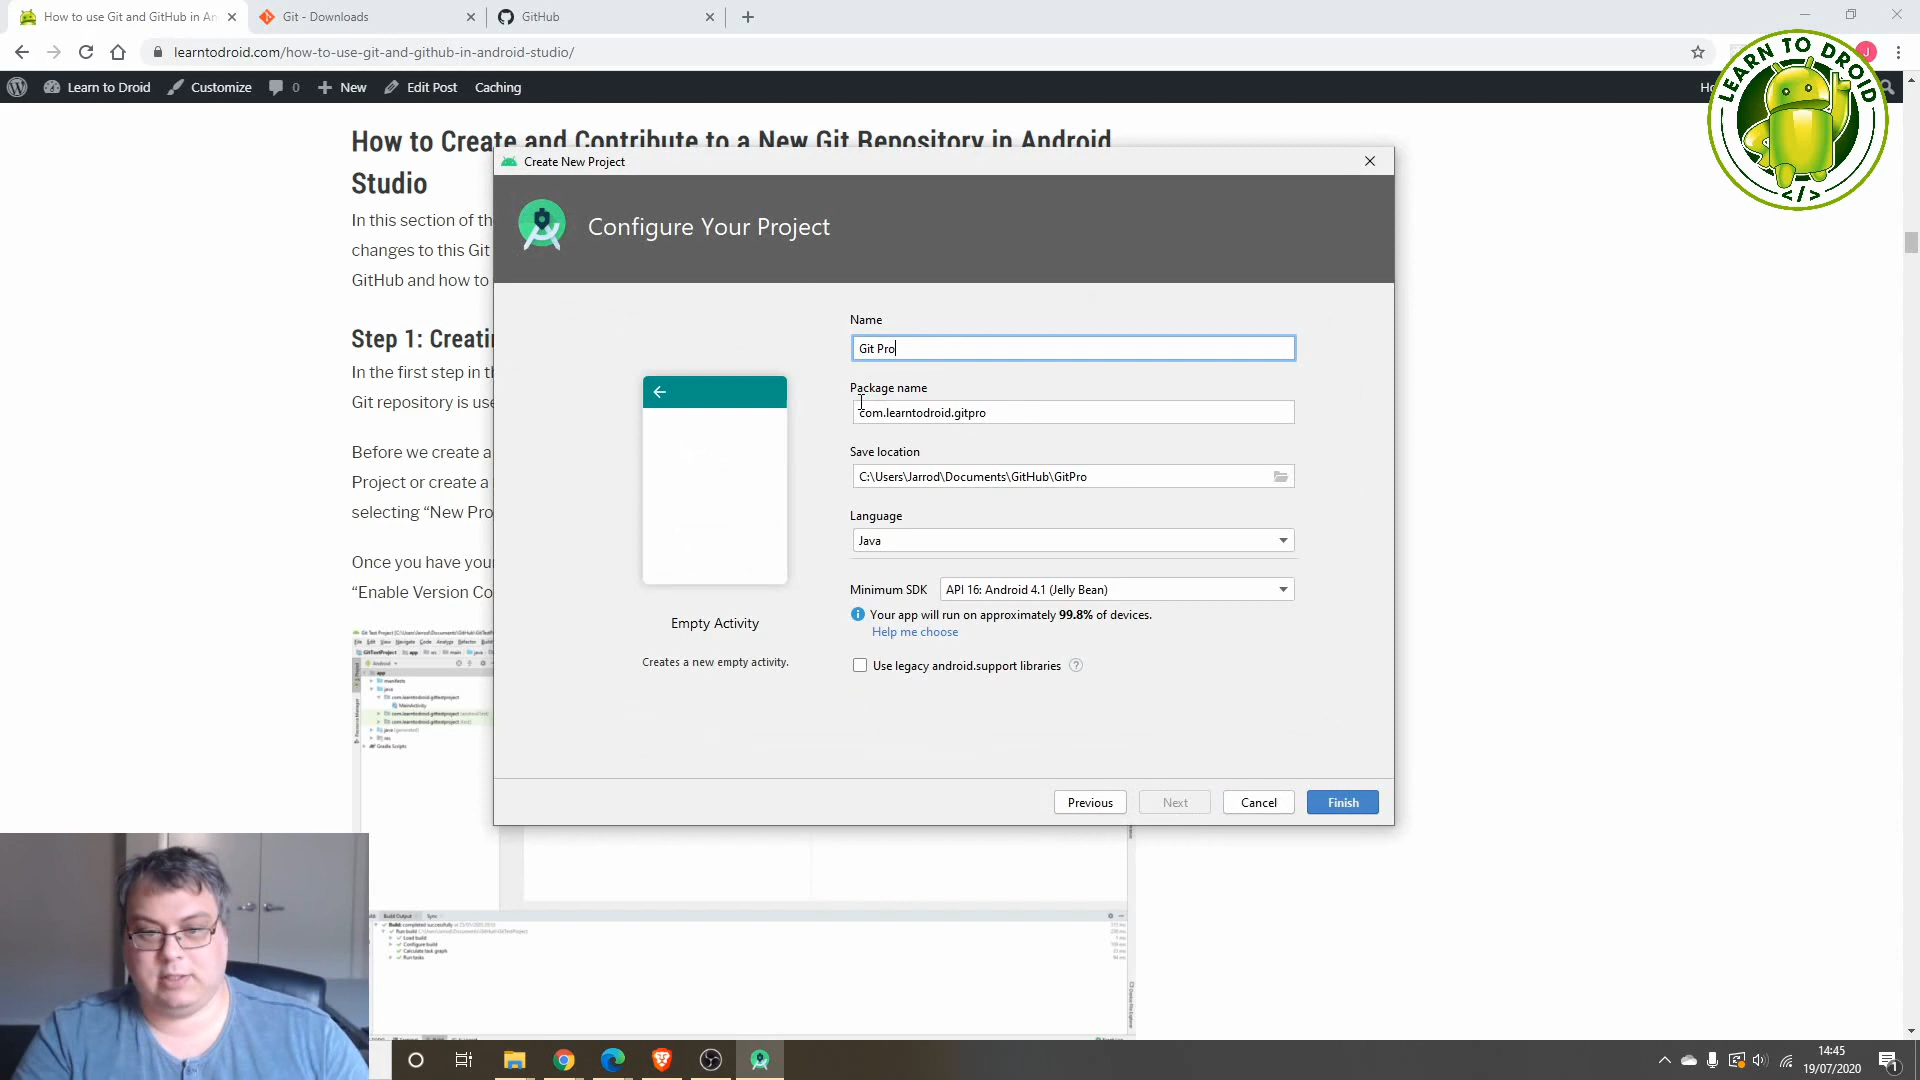 How to use Git and GitHub in An
Git - Downloads
GitHub
learntodroid.com/how-to-use-git-and-github-in-android-studio/
J
Learn to Droid
Customize
0
New
Edit Post
Caching
LEARN TO DROID
</>
How to Create and Contribute to a New Git Repository in Android
Studio
In this section of th
changes to this Git
GitHub and how to
Step 1: Creatin
In the first step in th
Git repository is use
Before we create a
Project or create a
selecting “New Pro
Once you have your
“Enable Version Co
Create New Project
Configure Your Project
Name
Git Pro
Package name
com.learntodroid.gitpro
Save location
C:\Users\Jarrod\Documents\GitHub\GitPro
Language
Java
Minimum SDK
API 16: Android 4.1 (Jelly Bean)
Your app will run on approximately 99.8% of devices.
Help me choose
Use legacy android.support libraries
?
Empty Activity
Creates a new empty activity.
Previous
Next
Cancel
Finish
14:45
19/07/2020
1